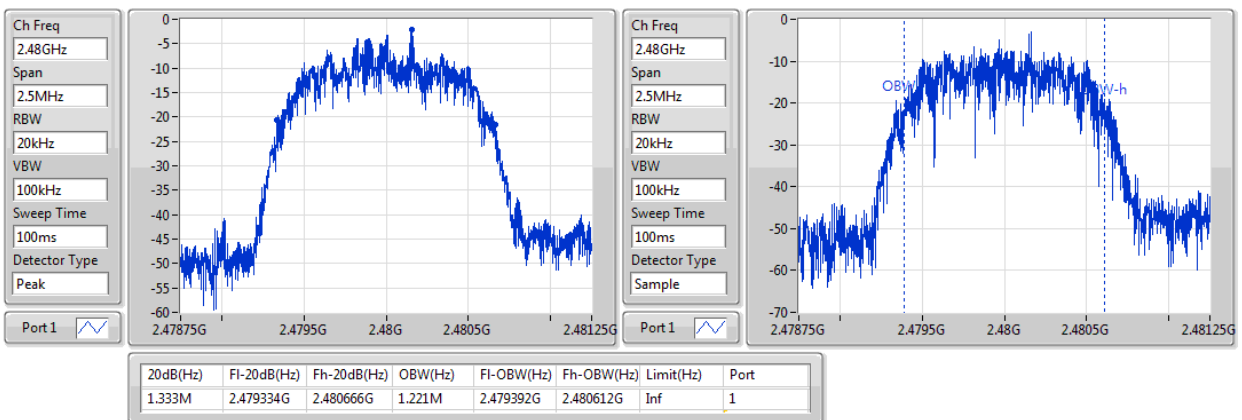 Ch Freq
2.48GHz
Span
2.5MHz
RBW
20kHz
VBW
100kHz
Sweep Time
100ms
Detector Type
Peak
Port 1
0-
-5-
-10-
-15-
-20-
-25-
-30-
-35-
-40-
-45-
-50-
-55-
-60-
2.47875G 2.4795G 2.48G 2.4805G 2.48125G
Ch Freq
2.48GHz
Span
2.5MHz
RBW
20kHz
VBW
100kHz
Sweep Time
100ms
Detector Type
Sample
Port 1
0-
-10-
-20-
-30-
-40-
-50-
-60-
-70-
2.47875G 2.4795G 2.48G 2.4805G 2.48125G
20dB(Hz) Fl-20dB(Hz) Fh-20dB(Hz) OBW(Hz) Fl-OBW(Hz) Fh-OBW(Hz) Limit(Hz) Port
1.333M 2.479334G 2.480666G 1.221M 2.479392G 2.480612G Inf 1